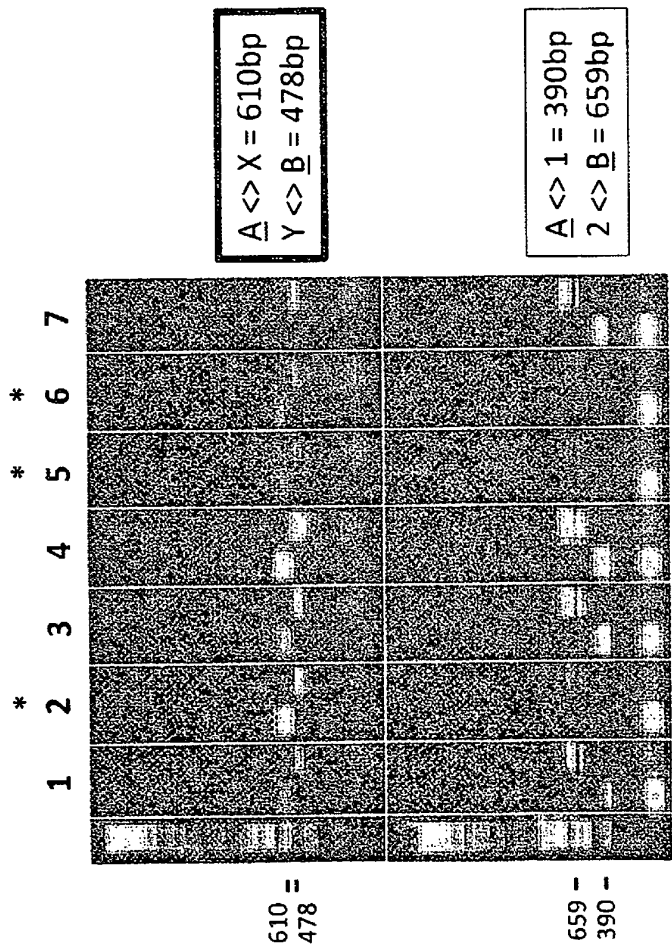 * * *
1 2 3 4 5 6 7
610 =
478
A <> X = 610bp
Y <> B = 478bp
659 -
390 -
A <> 1 = 390bp
2 <> B = 659bp